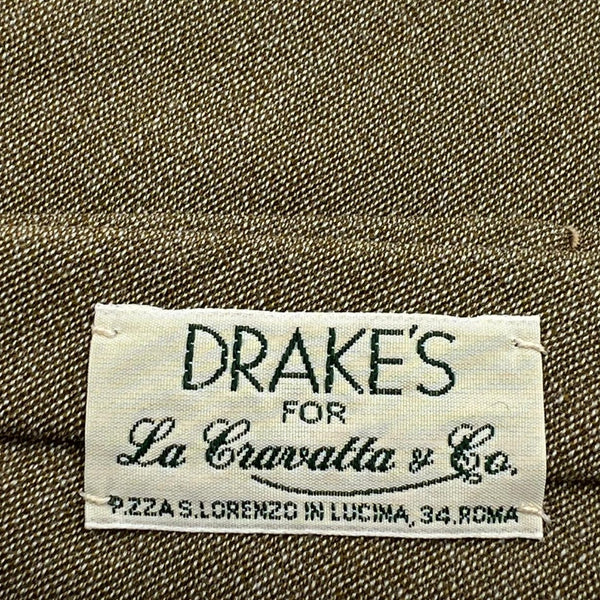 DRAKE'S
FOR
La Cravatta & Co.
P.ZZA S.LORENZO IN LUCINA, 34.ROMA